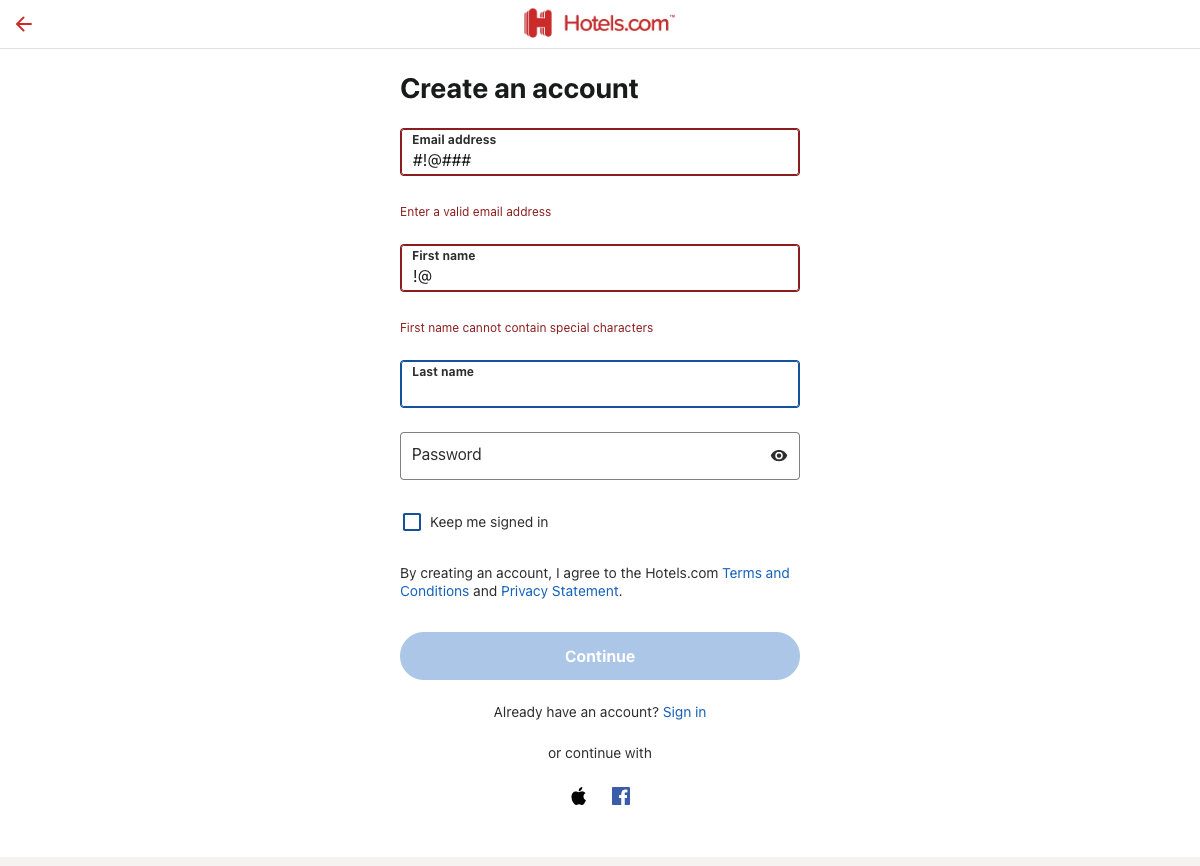 Hotels.com™
Create an account
Email address
#!@###
Enter a valid email address
First name
!@
First name cannot contain special characters
Last name
Password
Keep me signed in
By creating an account, I agree to the Hotels.com Terms and
Conditions and Privacy Statement.
Continue
Already have an account? Sign in
or continue with